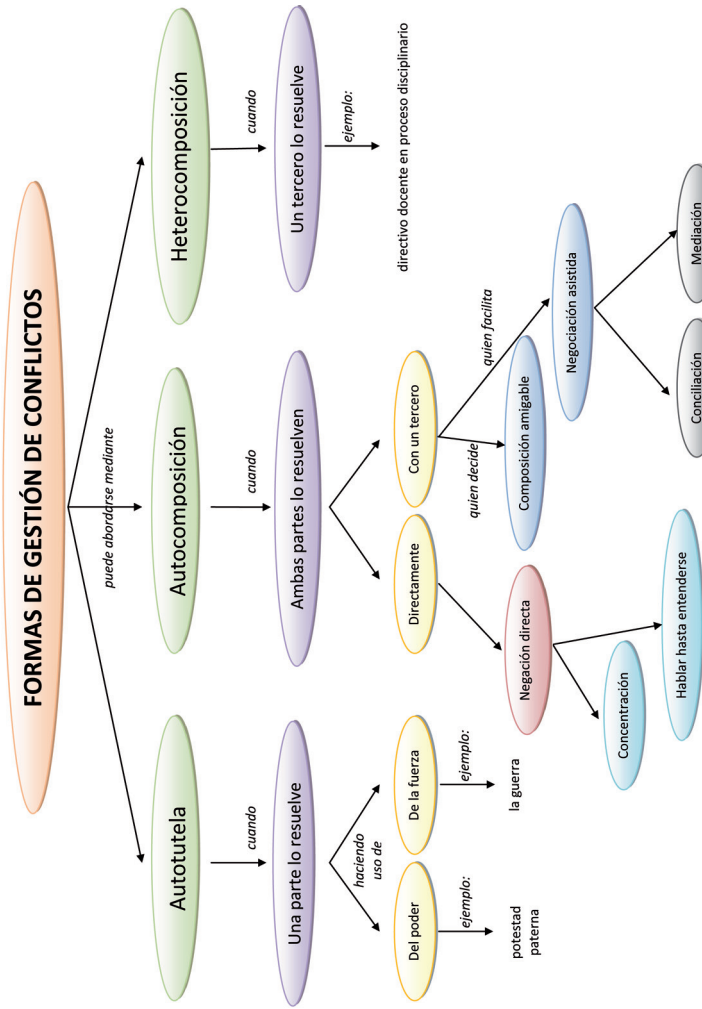 FORMAS DE GESTIÓN DE CONFLICTOS
puede abordarse mediante
Autotutela
Autocomposición
Heterocomposición
cuando
cuando
cuando
Una parte lo resuelve
Ambas partes lo resuelven
Un tercero lo resuelve
haciendo
uso de
ejemplo:
Del poder
De la fuerza
Directamente
Con un tercero
directivo docente en proceso disciplinario
ejemplo:
ejemplo:
quien decide
quien facilita
potestad
paterna
la guerra
Negación directa
Composición amigable
Negociación asistida
Concentración
Hablar hasta entenderse
Conciliación
Mediación